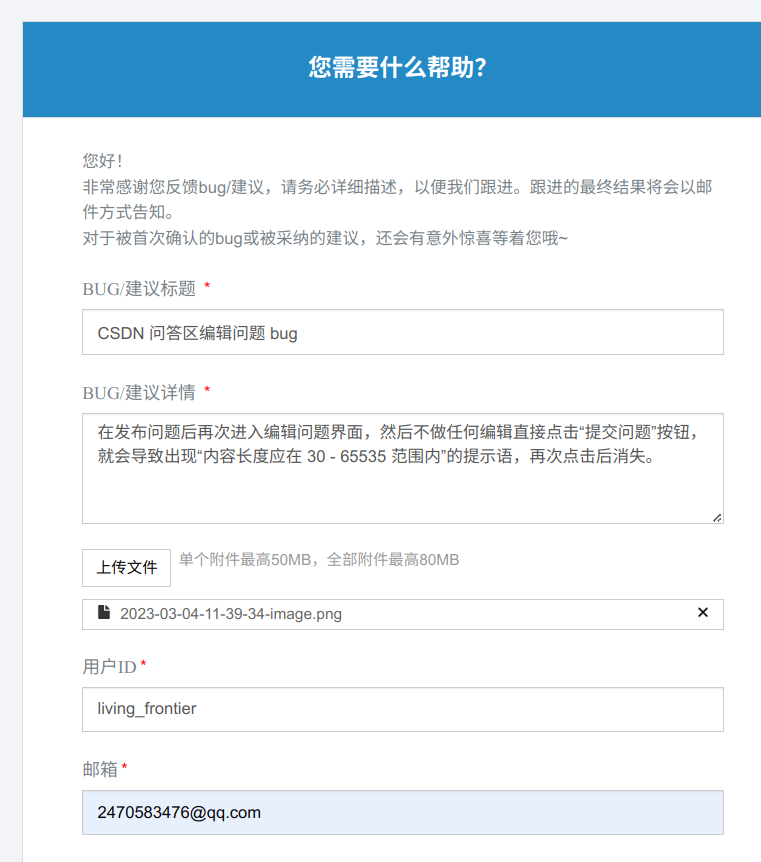 您需要什么帮助?
您好！
非常感谢您反馈bug/建议，请务必详细描述，以便我们跟进。跟进的最终结果将会以邮
件方式告知。
对于被首次确认的bug或被采纳的建议，还会有意外惊喜等着您哦~
BUG/建议标题 *
CSDN 问答区编辑问题 bug
BUG/建议详情 *
在发布问题后再次进入编辑问题界面，然后不做任何编辑直接点击“提交问题”按钮，
就会导致出现“内容长度应在 30 - 65535 范围内”的提示语，再次点击后消失。
上传文件 单个附件最高50MB，全部附件最高80MB
2023-03-04-11-39-34-image.png ×
用户ID *
living_frontier
邮箱 *
2470583476@qq.com